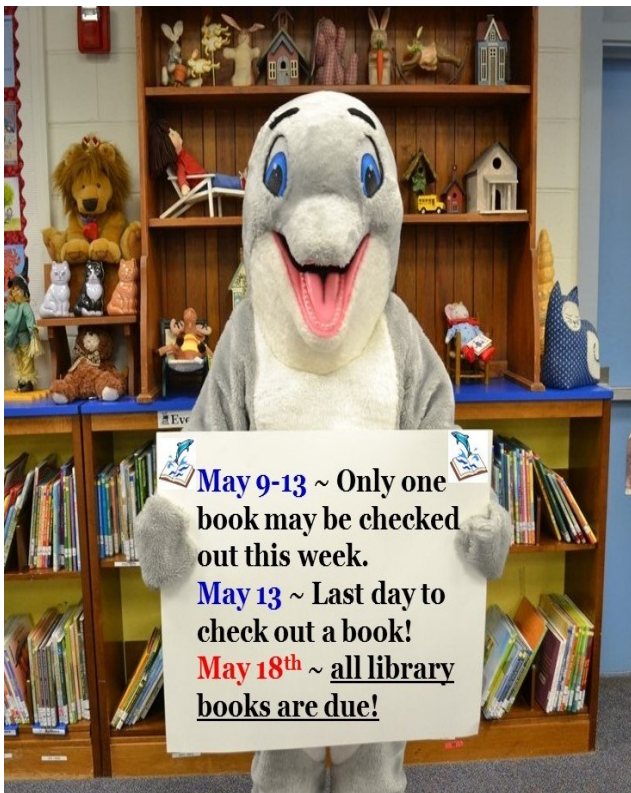 Eve
May 9-13 ~ Only one
book may be checked
out this week.
May 13 ~ Last day to
check out a book!
May 18th ~ all library
books are due!